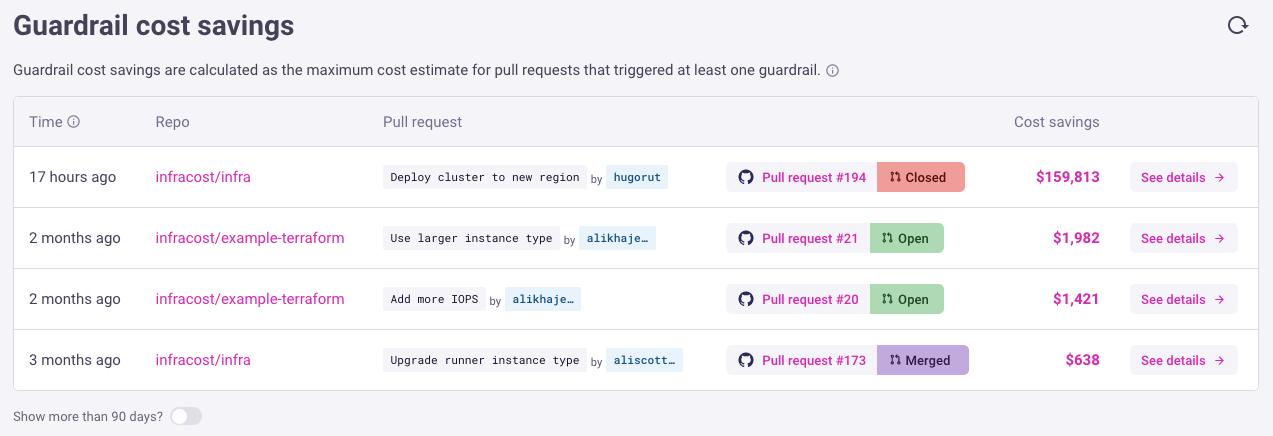 Guardrail cost savings
Guardrail cost savings are calculated as the maximum cost estimate for pull requests that triggered at least one guardrail.
Time Repo Pull request Cost savings
17 hours ago infracost/infra Deploy cluster to new region by hugorut Pull request #194 Closed $159,813 See details →
2 months ago infracost/example-terraform Use larger instance type by alikhaje… Pull request #21 Open $1,982 See details →
2 months ago infracost/example-terraform Add more IOPS by alikhaje… Pull request #20 Open $1,421 See details →
3 months ago infracost/infra Upgrade runner instance type by aliscott… Pull request #173 Merged $638 See details →
Show more than 90 days?